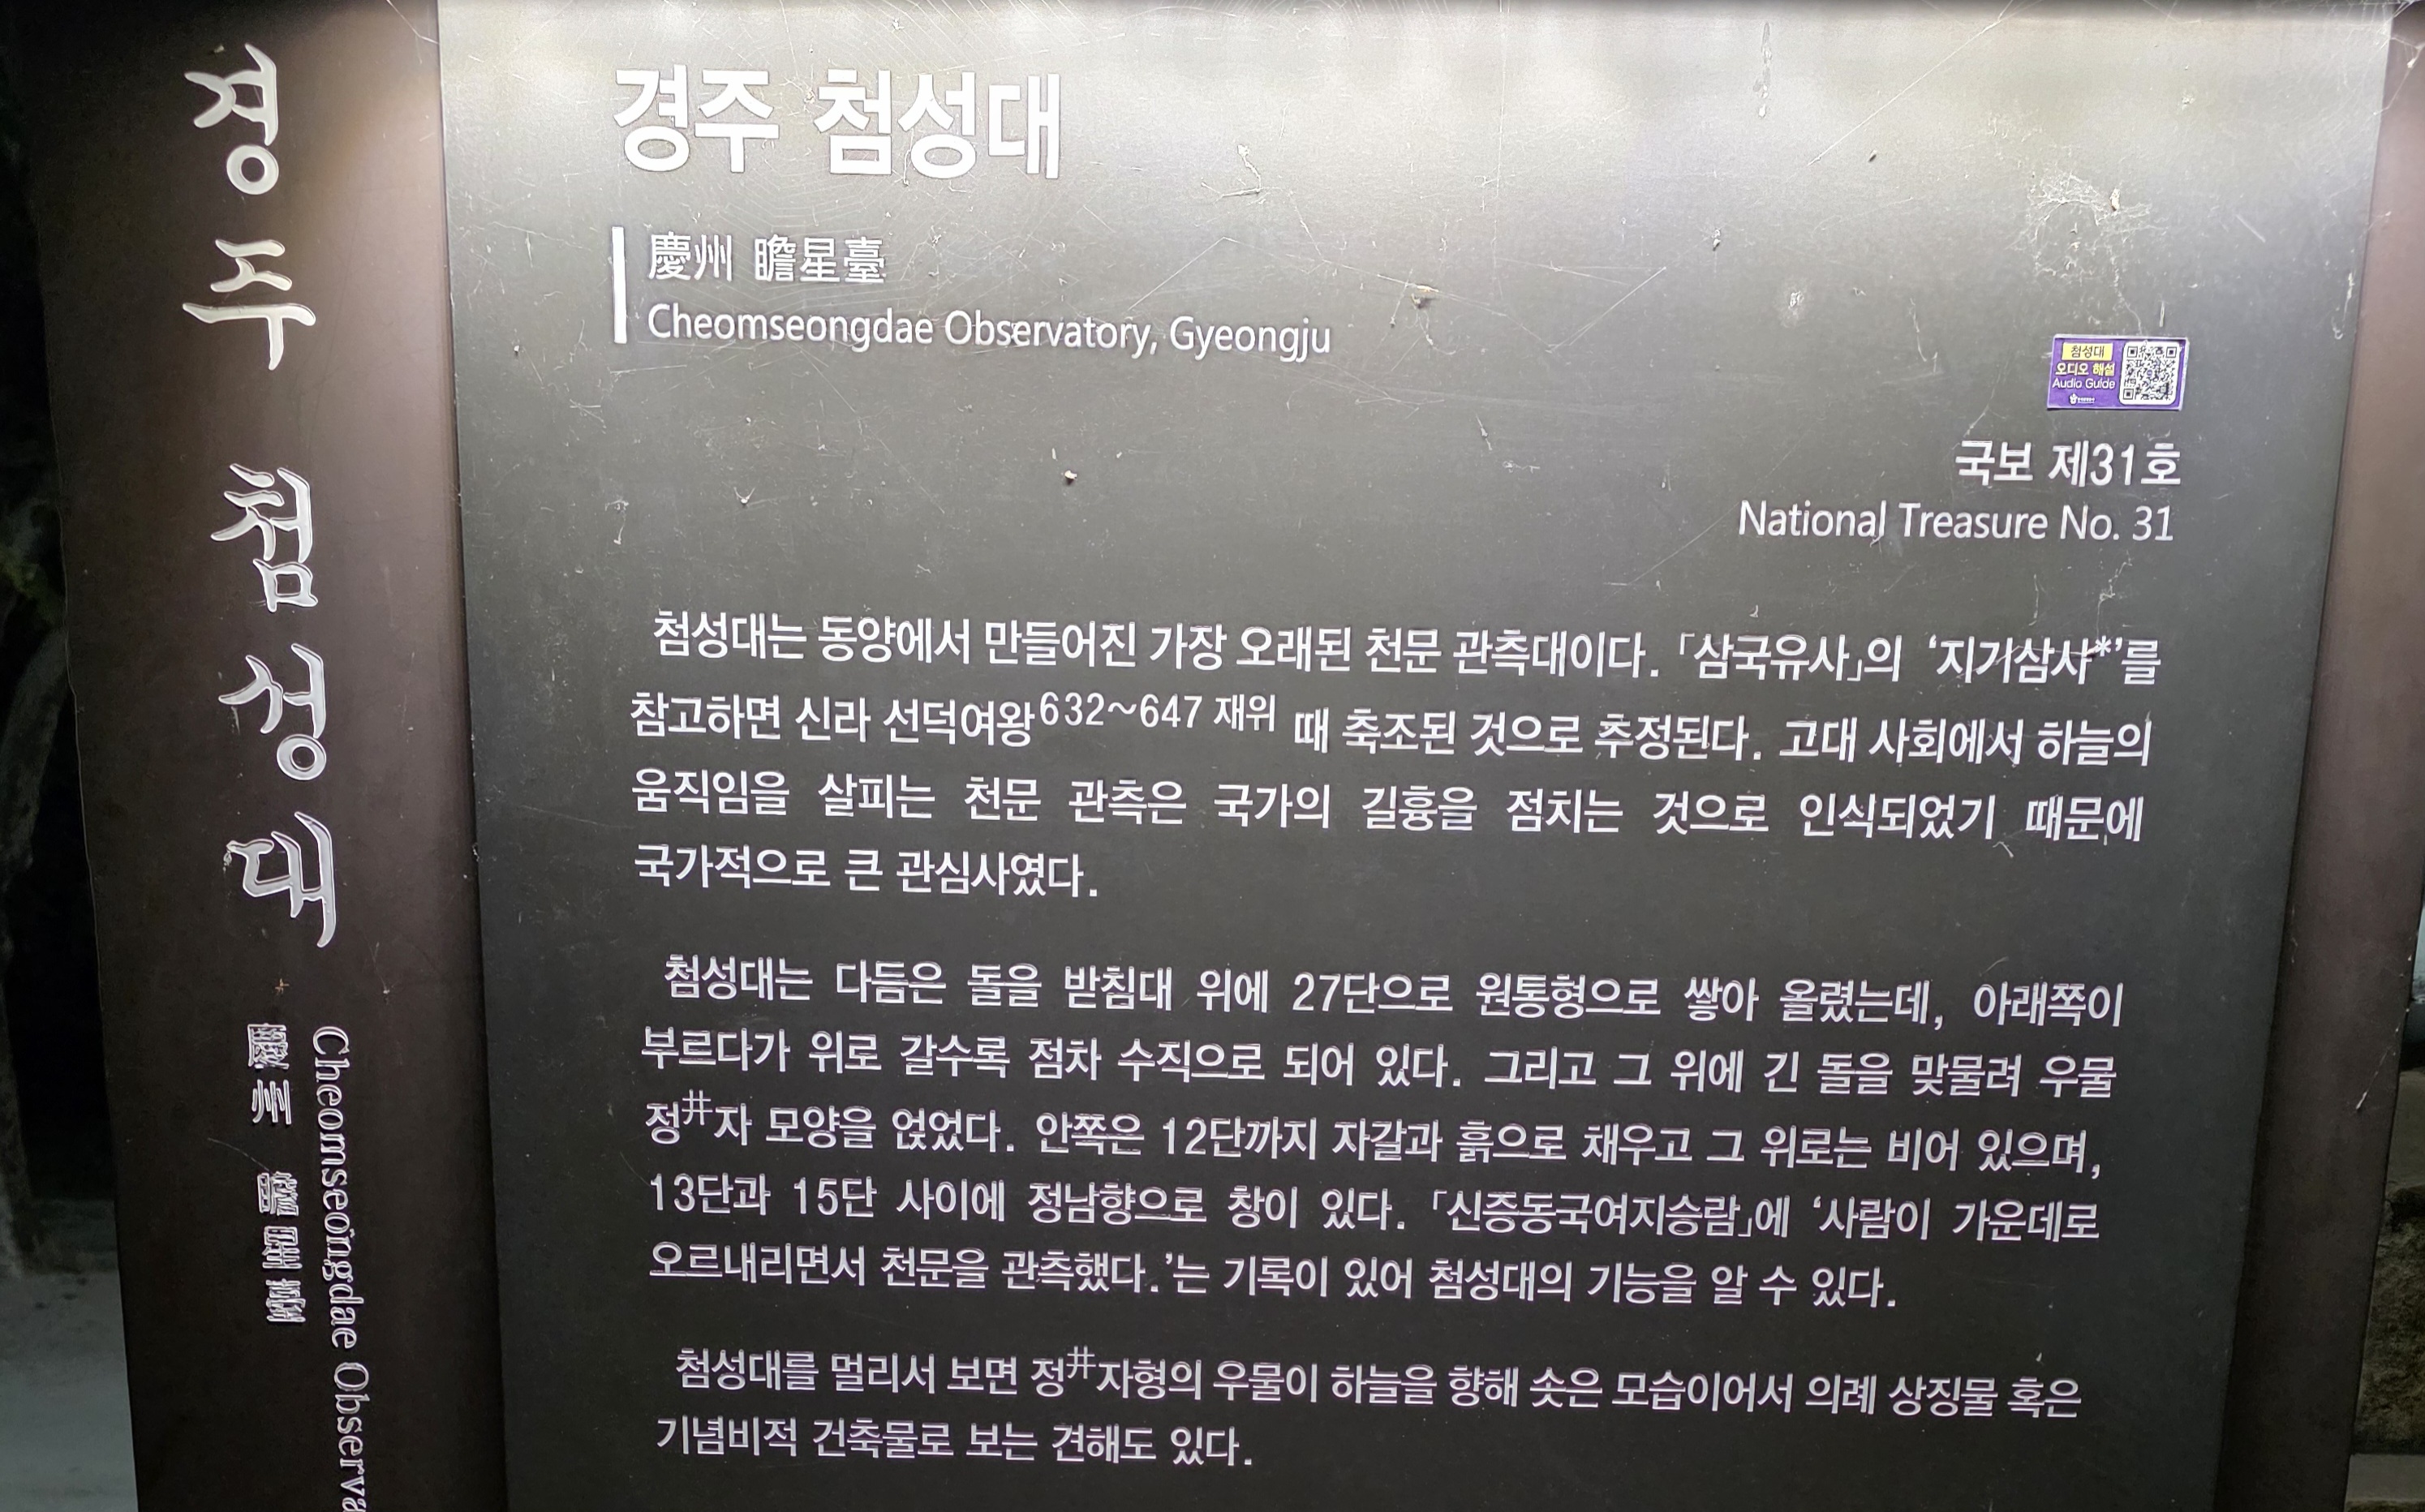 경주 첨성대
慶州 瞻星臺
Cheomseongdae Observa
경주 첨성대
慶州 瞻星臺
Cheomseongdae Observatory, Gyeongju
첨성대
오디오 해설
Audio Guide
국보 제31호
National Treasure No. 31
첨성대는 동양에서 만들어진 가장 오래된 천문 관측대이다. 「삼국유사」의 ‘지기삼사*’를
참고하면 신라 선덕여왕632~647 재위 때 축조된 것으로 추정된다. 고대 사회에서 하늘의
움직임을 살피는 천문 관측은 국가의 길흉을 점치는 것으로 인식되었기 때문에
국가적으로 큰 관심사였다.
첨성대는 다듬은 돌을 받침대 위에 27단으로 원통형으로 쌓아 올렸는데, 아래쪽이
부르다가 위로 갈수록 점차 수직으로 되어 있다. 그리고 그 위에 긴 돌을 맞물려 우물
정井자 모양을 얹었다. 안쪽은 12단까지 자갈과 흙으로 채우고 그 위로는 비어 있으며,
13단과 15단 사이에 정남향으로 창이 있다. 「신증동국여지승람」에 ‘사람이 가운데로
오르내리면서 천문을 관측했다.’는 기록이 있어 첨성대의 기능을 알 수 있다.
첨성대를 멀리서 보면 정井자형의 우물이 하늘을 향해 솟은 모습이어서 의례 상징물 혹은
기념비적 건축물로 보는 견해도 있다.